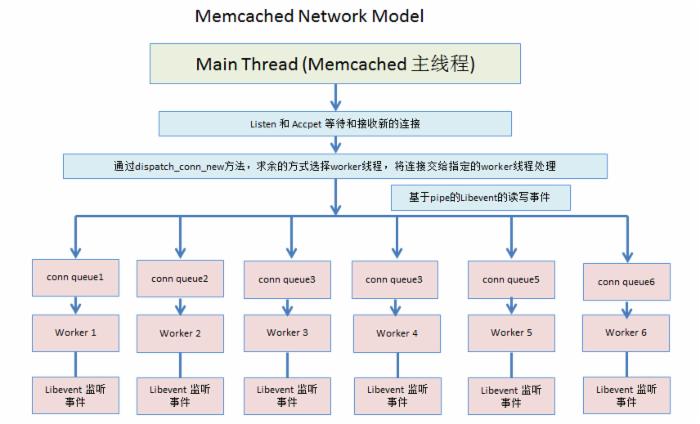 Memcached Network Model
Main Thread (Memcached 主线程)
Listen 和 Accpet 等待和接收新的连接
通过dispatch_conn_new方法，求余的方式选择worker线程，将连接交给指定的worker线程处理
基于pipe的Libevent的读写事件
conn queue1
conn queue2
conn queue3
conn queue3
conn queue5
conn queue6
Worker 1
Worker 2
Worker 3
Worker 4
Worker 5
Worker 6
Libevent 监听
事件
Libevent 监听
事件
Libevent 监听
事件
Libevent 监听
事件
Libevent 监听
事件
Libevent 监听
事件